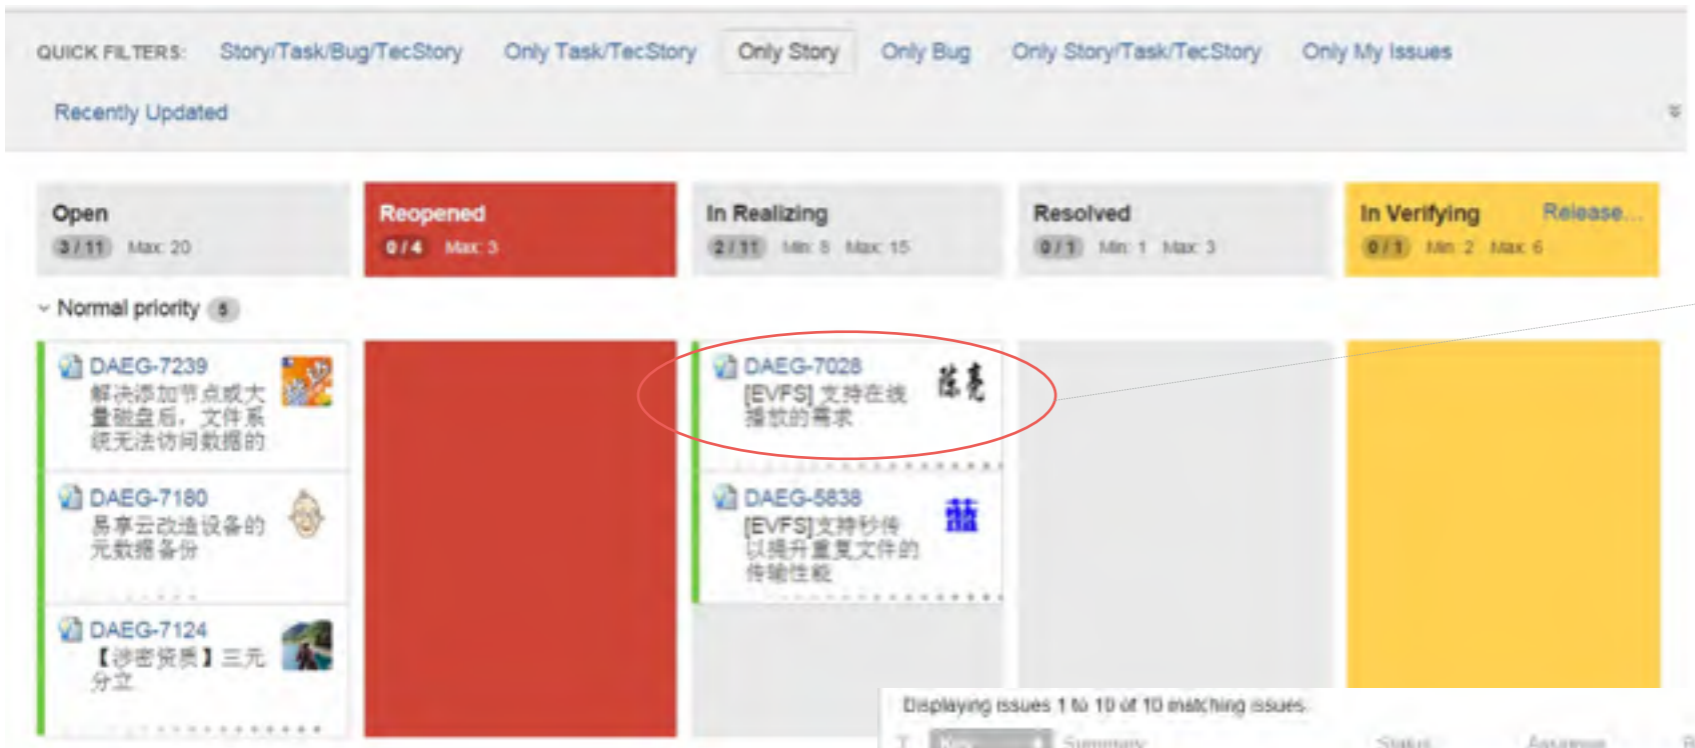 QUICK FILTERS: Story/Task/Bug/TecStory Only Task/TecStory Only Story Only Bug Only Story/Task/TecStory Only My Issues
Recently Updated
Open
3 / 11 Max: 20
Reopened
0 / 4 Max: 3
In Realizing
2 / 11 Min: 8 Max: 15
Resolved
0 / 1 Min: 1 Max: 3
In Verifying Release...
0 / 1 Min: 2 Max: 6
Normal priority 5
DAEG-7239
解决添加节点或大
量磁盘后，文件系
统无法访问数据的
DAEG-7180
易享云改造设备的
元数据备份
DAEG-7124
【涉密资质】三元
分立
DAEG-7028
[EVFS] 支持在线
播放的需求
陈亮
DAEG-5838
[EVFS]支持秒传
以提升重复文件的
传输性能
蓝
Displaying issues 1 to 10 of 10 matching issues.
T Key Summary Status Assignee